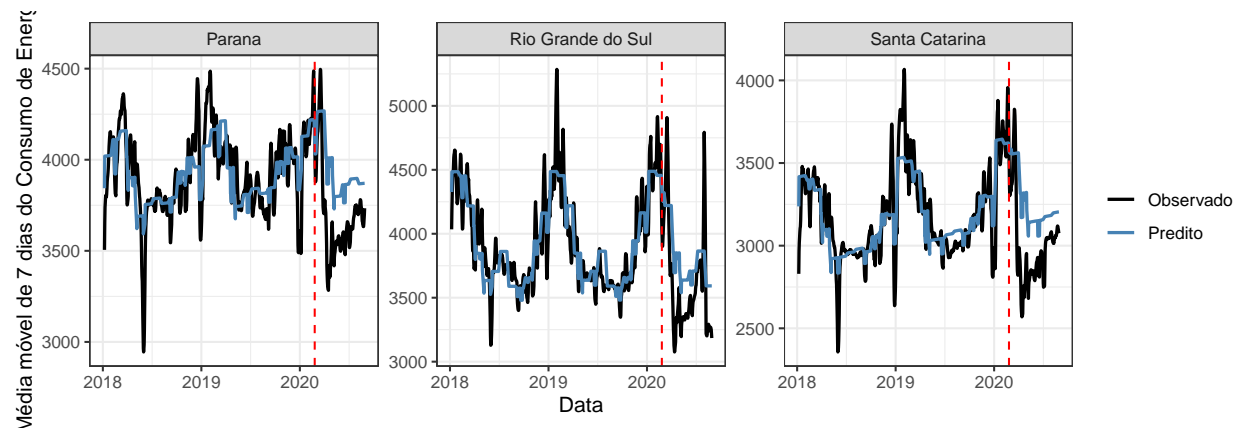 Média móvel de 7 dias do Consumo de Energ
Parana
Rio Grande do Sul
Santa Catarina
4500
4000
3500
3000
5000
4500
4000
3500
3000
4000
3500
3000
2500
2018 2019 2020
2018 2019 2020
2018 2019 2020
Data
Observado
Predito